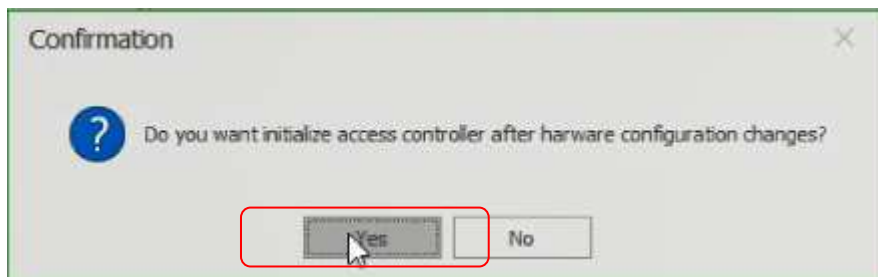 Confirmation
Do you want initialize access controller after harware configuration changes?
Yes No